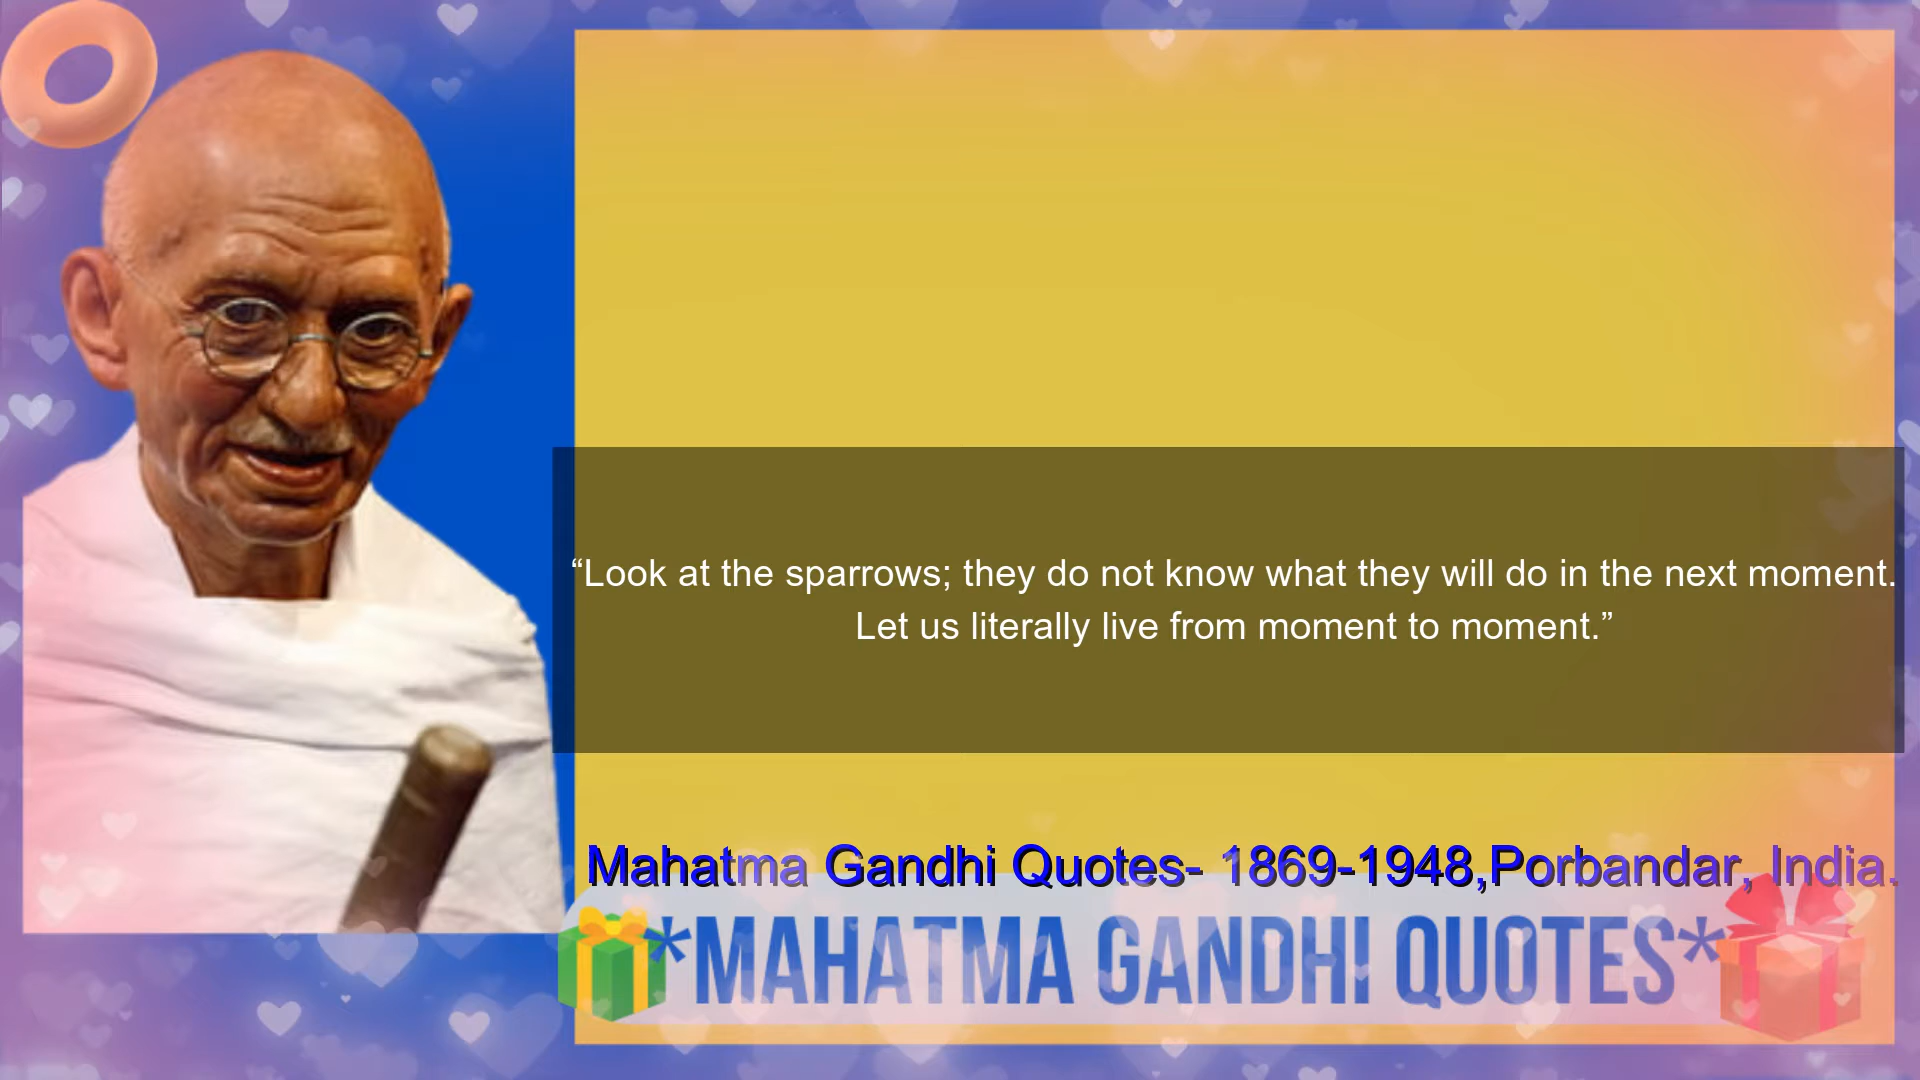 “Look at the sparrows; they do not know what they will do in the next moment.
Let us literally live from moment to moment.”
Mahatma Gandhi Quotes- 1869-1948,Porbandar, India.
*MAHATMA GANDHI QUOTES*